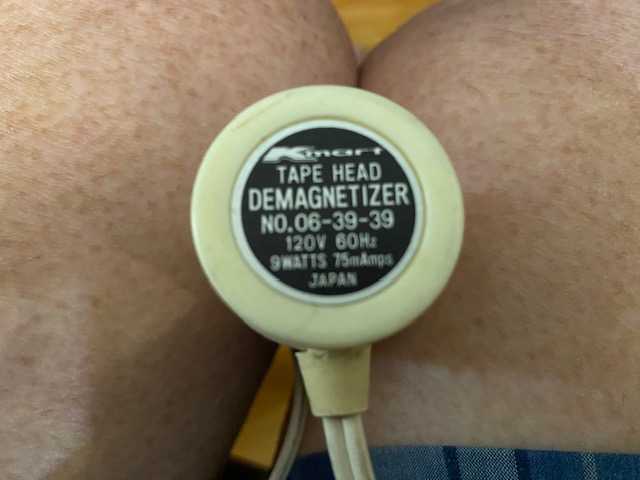 Kmart
TAPE HEAD
DEMAGNETIZER
NO.06-39-39
120V 60Hz
9WATTS 75mAmps
JAPAN